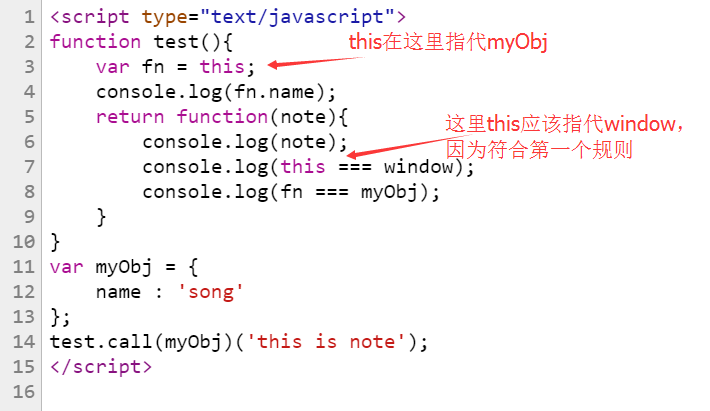 1 <script type="text/javascript">
2 function test(){ this在这里指代myObj
3     var fn = this;
4     console.log(fn.name);
5     return function(note){ 这里this应该指代window，
6         console.log(note); 因为符合第一个规则
7         console.log(this === window);
8         console.log(fn === myObj);
9     }
10 }
11 var myObj = {
12     name : 'song'
13 };
14 test.call(myObj)('this is note');
15 </script>
16